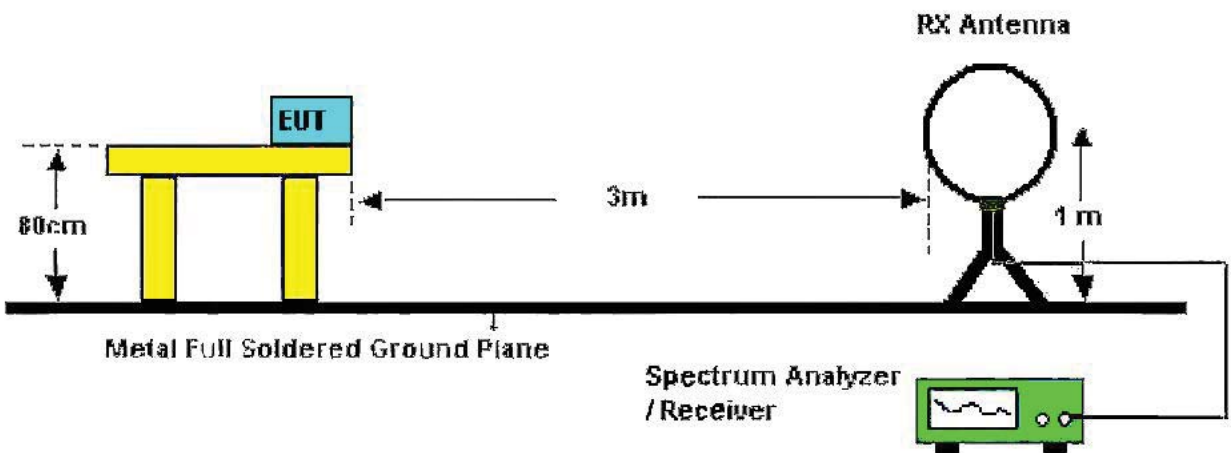 RX Antenna
EUT
80cm
3m
1 m
Metal Full Soldered Ground Plane
Spectrum Analyzer
/ Receiver